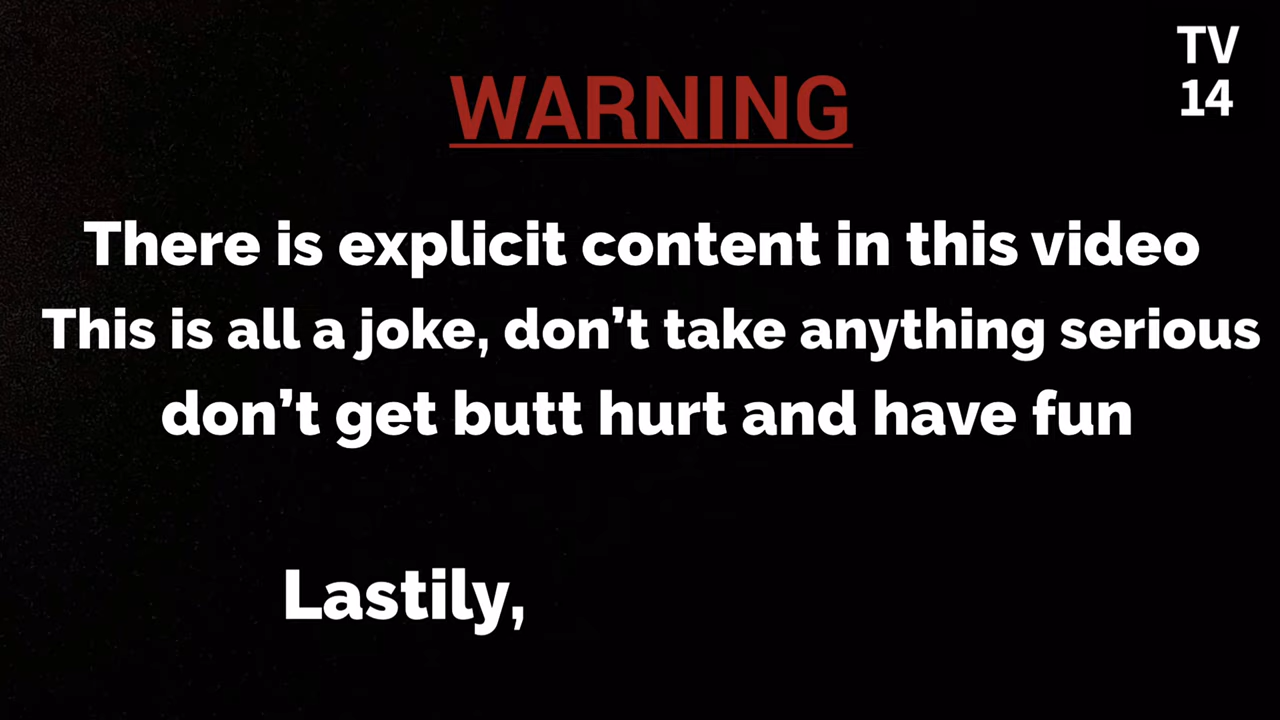 TV
14
WARNING
There is explicit content in this video
This is all a joke, don’t take anything serious
don’t get butt hurt and have fun
Lastily,